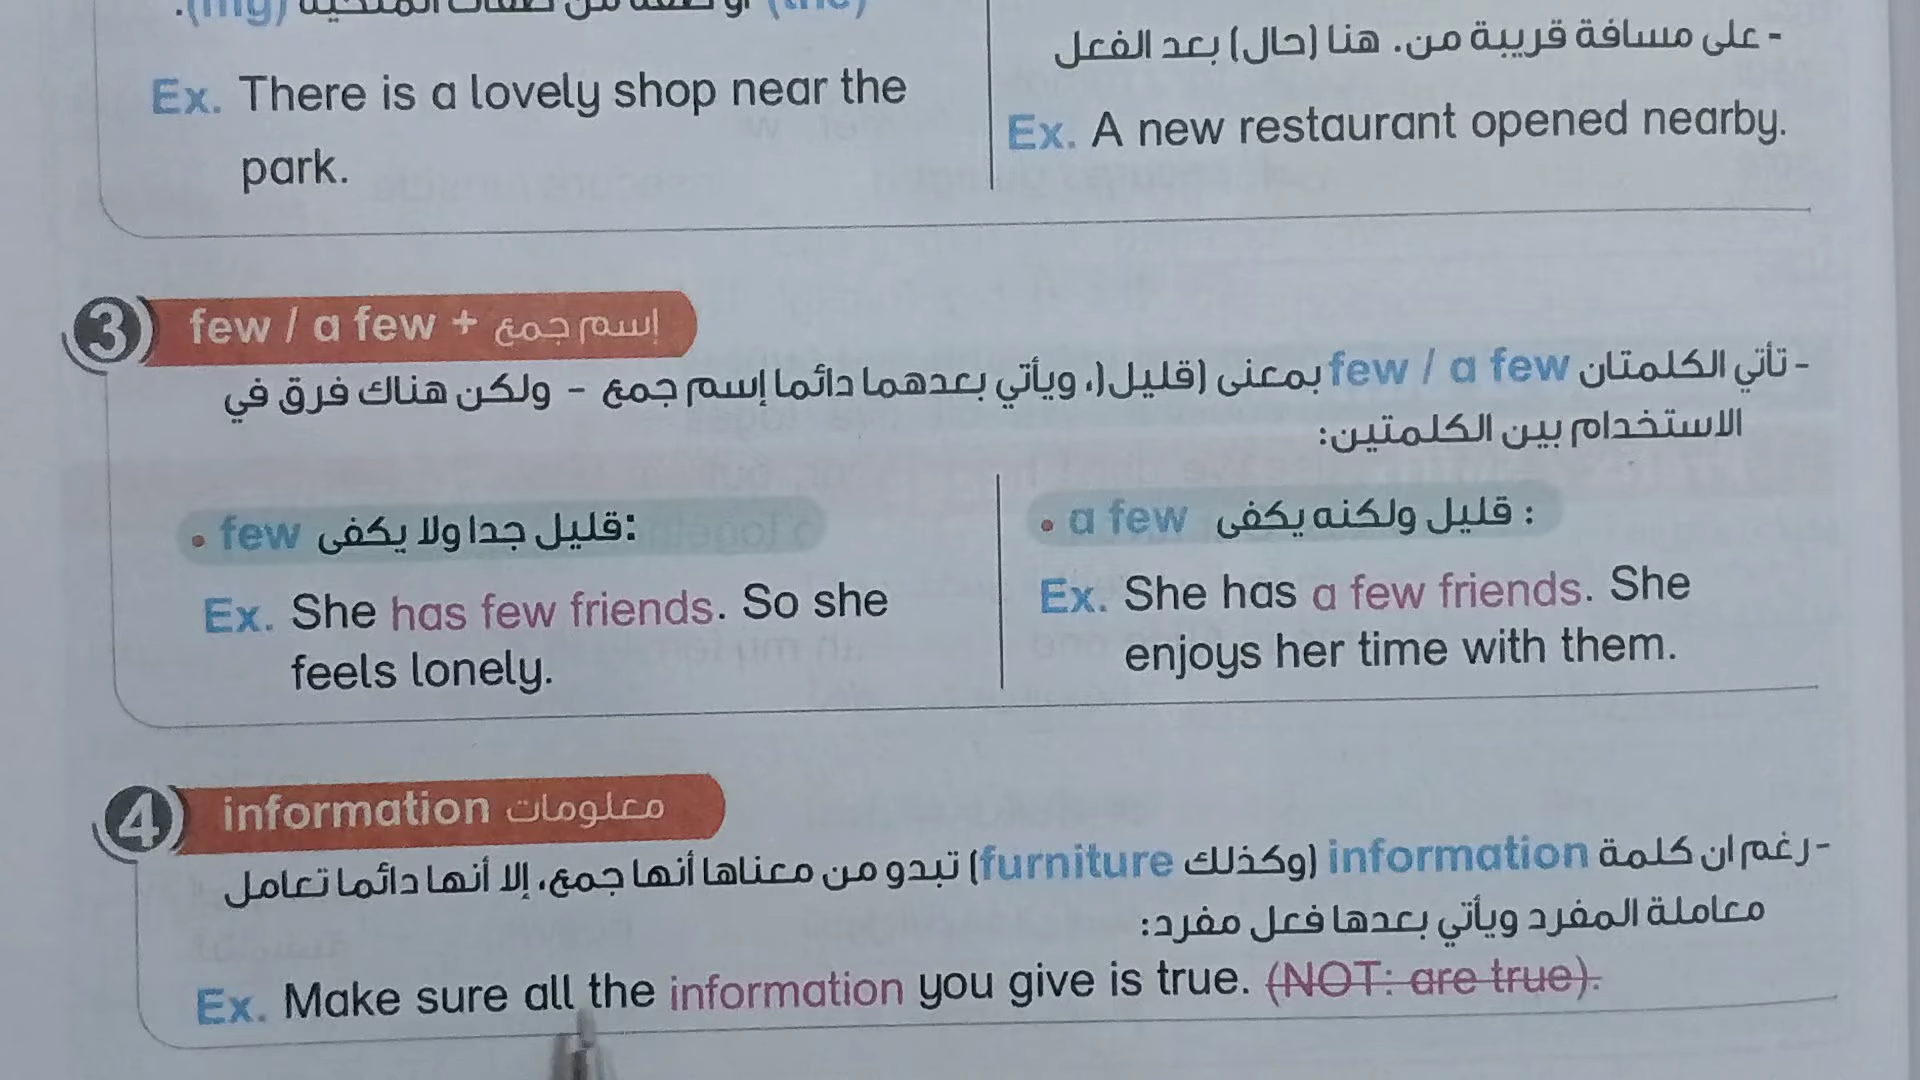 (my).
Ex. There is a lovely shop near the
park.
- على مسافة قريبة من. هنا (حال) بعد الفعل
Ex. A new restaurant opened nearby.
3 few / a few + إسم جمع
- تأتي الكلمتان few / a few بمعنى (قليل)، ويأتي بعدهما دائما إسم جمع - ولكن هناك فرق في
الاستخدام بين الكلمتين:
• few قليل جدا ولا يكفى:
Ex. She has few friends. So she
feels lonely.
• a few قليل ولكنه يكفى :
Ex. She has a few friends. She
enjoys her time with them.
4 information معلومات
- رغم ان كلمة information (وكذلك furniture) تبدو من معناها أنها جمع، إلا أنها دائما تعامل
معاملة المفرد ويأتي بعدها فعل مفرد:
Ex. Make sure all the information you give is true. (NOT: are true).